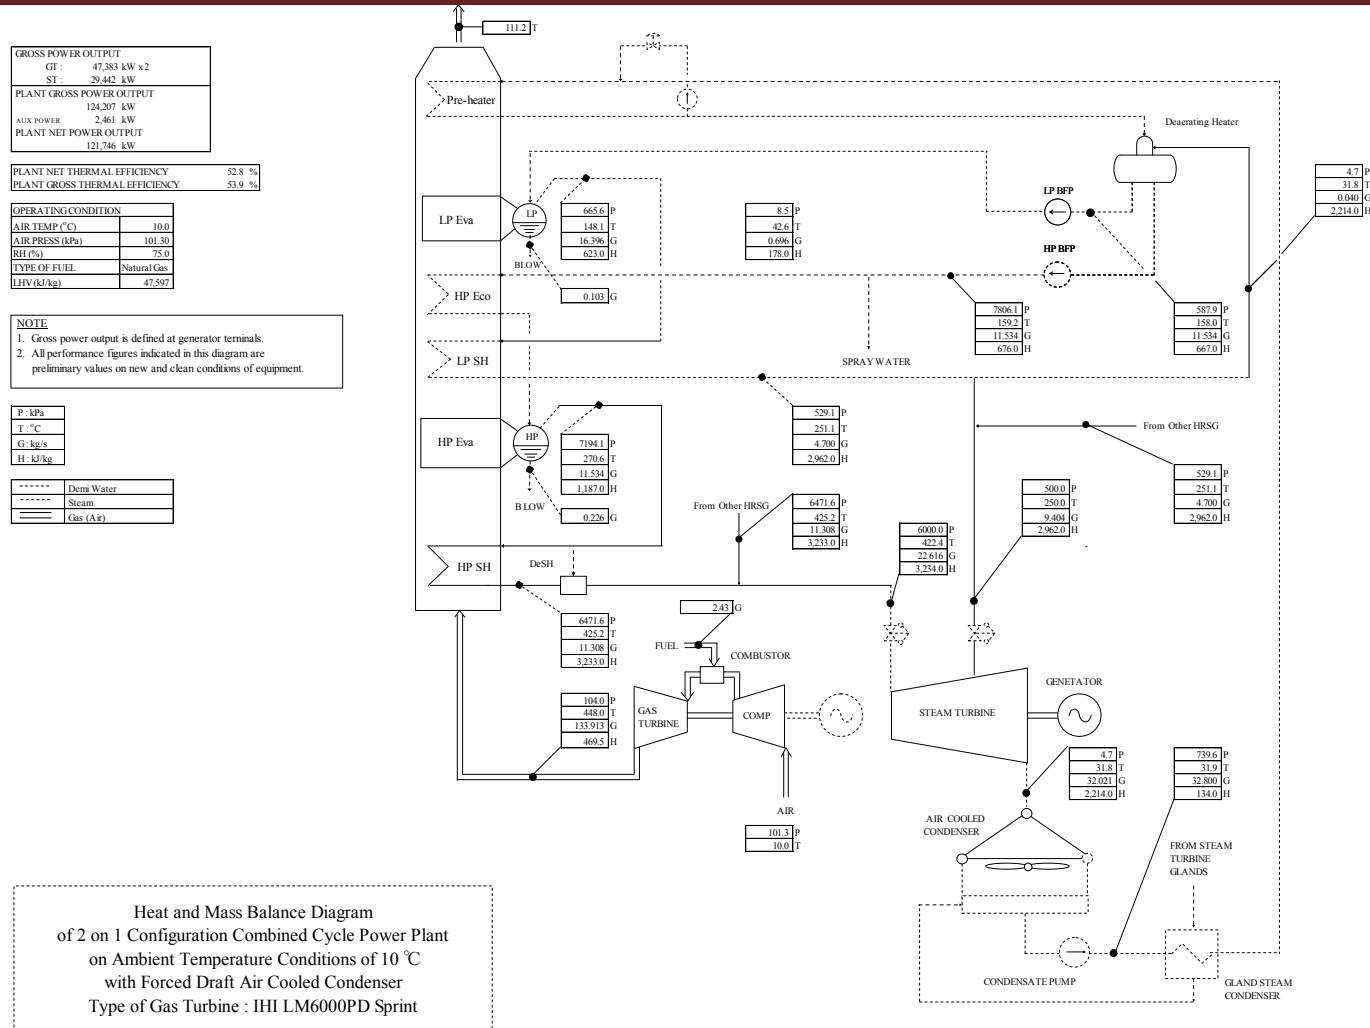 111.2 T
GROSS POWER OUTPUT
GT : 47,383 kW x 2
ST : 29,442 kW
PLANT GROSS POWER OUTPUT
124,207 kW
AUX POWER 2,461 kW
PLANT NET POWER OUTPUT
121,746 kW
PLANT NET THERMAL EFFICIENCY 52.8 %
PLANT GROSS THERMAL EFFICIENCY 53.9 %
OPERATING CONDITION
AIR TEMP (°C) 10.0
AIR PRESS (kPa) 101.30
RH (%) 75.0
TYPE OF FUEL Natural Gas
LHV (kJ/kg) 47,597
NOTE
1. Gross power output is defined at generator terninals.
2. All performance figures indicated in this diagram are
preliminary values on new and clean conditions of equipment.
P : kPa
T : °C
G : kg/s
H : kJ/kg
Demi Water
Steam
Gas (Air)
Pre-heater
Deaerating Heater
4.7 P
31.8 T
0.040 G
2,214.0 H
LP Eva
LP
BLOW
665.6 P
148.1 T
16.396 G
623.0 H
0.103 G
8.5 P
42.6 T
0.696 G
178.0 H
LP BFP
HP BFP
HP Eco
7806.1 P
159.2 T
11.534 G
676.0 H
587.9 P
158.0 T
11.534 G
667.0 H
SPRAY WATER
LP SH
529.1 P
251.1 T
4.700 G
2,962.0 H
From Other HRSG
529.1 P
251.1 T
4.700 G
2,962.0 H
HP Eva
HP
BLOW
7194.1 P
270.6 T
11.534 G
1,187.0 H
0.226 G
From Other HRSG
6471.6 P
425.2 T
11.308 G
3,233.0 H
500.0 P
250.0 T
9.404 G
2,962.0 H
6000.0 P
422.4 T
22.616 G
3,234.0 H
HP SH
DeSH
6471.6 P
425.2 T
11.308 G
3,233.0 H
2.43 G
FUEL
COMBUSTOR
GAS
TURBINE
COMP
104.0 P
448.0 T
133.913 G
469.5 H
AIR
101.3 P
10.0 T
STEAM TURBINE
GENETATOR
4.7 P
31.8 T
32.021 G
2,214.0 H
739.6 P
31.9 T
32.800 G
134.0 H
AIR COOLED
CONDENSER
FROM STEAM
TURBINE
GLANDS
CONDENSATE PUMP
GLAND STEAM
CONDENSER
Heat and Mass Balance Diagram
of 2 on 1 Configuration Combined Cycle Power Plant
on Ambient Temperature Conditions of 10 °C
with Forced Draft Air Cooled Condenser
Type of Gas Turbine : IHI LM6000PD Sprint